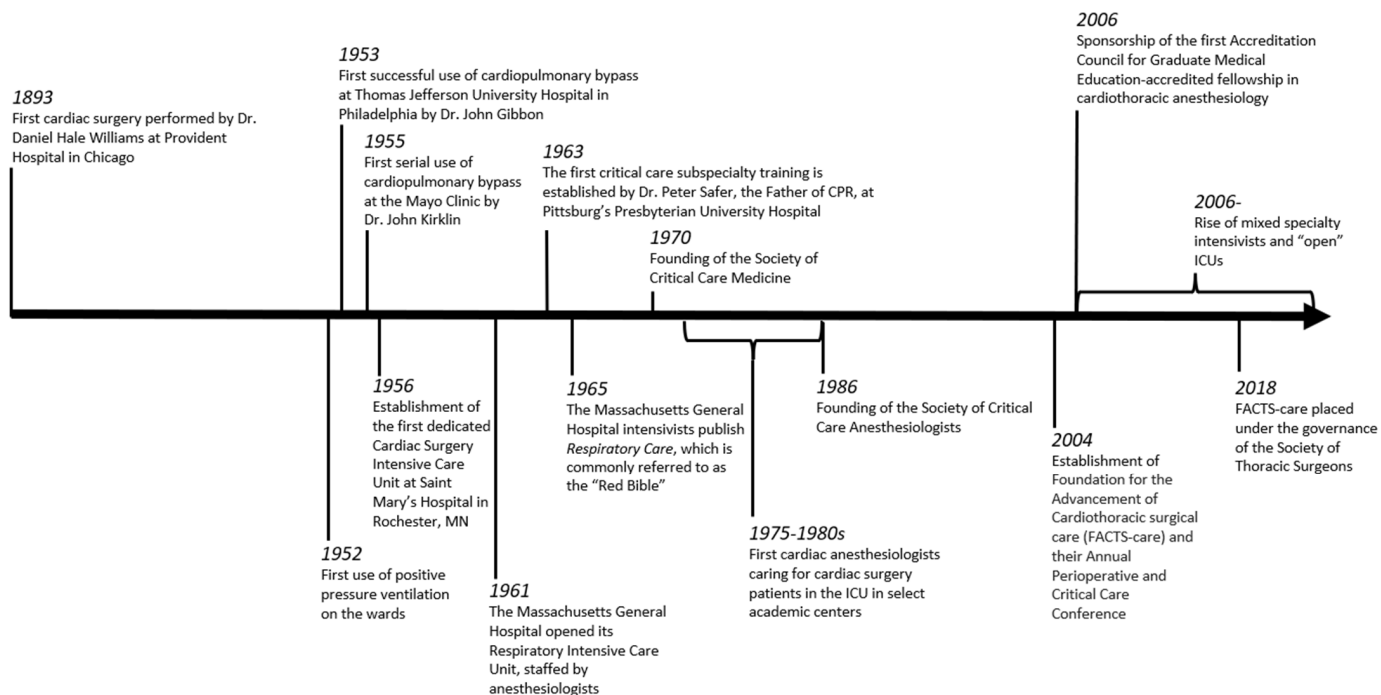 1893
First cardiac surgery performed by Dr.
Daniel Hale Williams at Provident
Hospital in Chicago
1953
First successful use of cardiopulmonary bypass
at Thomas Jefferson University Hospital in
Philadelphia by Dr. John Gibbon
1955
First serial use of
cardiopulmonary bypass
at the Mayo Clinic by
Dr. John Kirklin
1963
The first critical care subspecialty training is
established by Dr. Peter Safer, the Father of CPR, at
Pittsburg’s Presbyterian University Hospital
1970
Founding of the Society of
Critical Care Medicine
2006
Sponsorship of the first Accreditation
Council for Graduate Medical
Education-accredited fellowship in
cardiothoracic anesthesiology
2006-
Rise of mixed specialty
intensivists and “open”
ICUs
1952
First use of positive
pressure ventilation
on the wards
1956
Establishment of
the first dedicated
Cardiac Surgery
Intensive Care
Unit at Saint
Mary’s Hospital in
Rochester, MN
1961
The Massachusetts General
Hospital opened its
Respiratory Intensive Care
Unit, staffed by
anesthesiologists
1965
The Massachusetts General
Hospital intensivists publish
Respiratory Care, which is
commonly referred to as
the “Red Bible”
1975-1980s
First cardiac anesthesiologists
caring for cardiac surgery
patients in the ICU in select
academic centers
1986
Founding of the Society of Critical
Care Anesthesiologists
2004
Establishment of
Foundation for the
Advancement of
Cardiothoracic surgical
care (FACTS-care) and
their Annual
Perioperative and
Critical Care
Conference
2018
FACTS-care placed
under the governance
of the Society of
Thoracic Surgeons